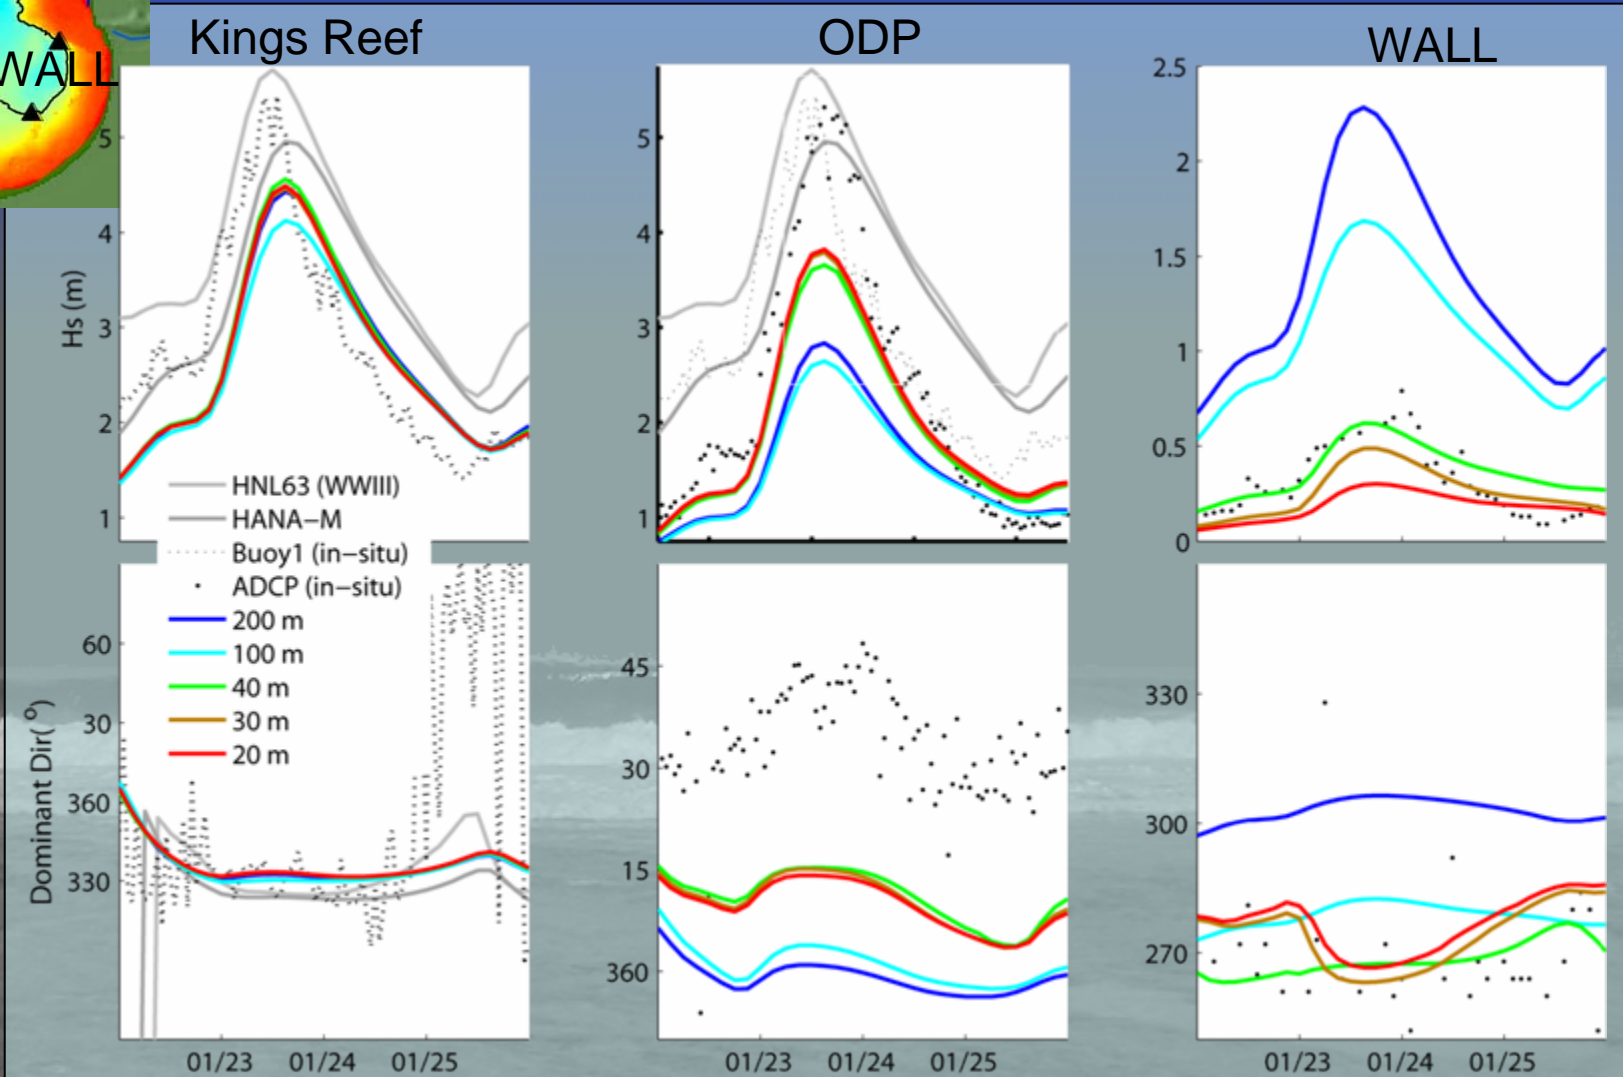 Kings Reef
ODP
WALL
WALL
Hs (m)
5
4
3
2
1
5
4
3
2
1
2.5
2
1.5
1
0.5
0
HNL63 (WWIII)
HANA-M
Buoy1 (in-situ)
ADCP (in-situ)
200 m
100 m
40 m
30 m
20 m
Dominant Dir(°)
60
30
360
330
45
30
15
360
330
300
270
01/23 01/24 01/25
01/23 01/24 01/25
01/23 01/24 01/25